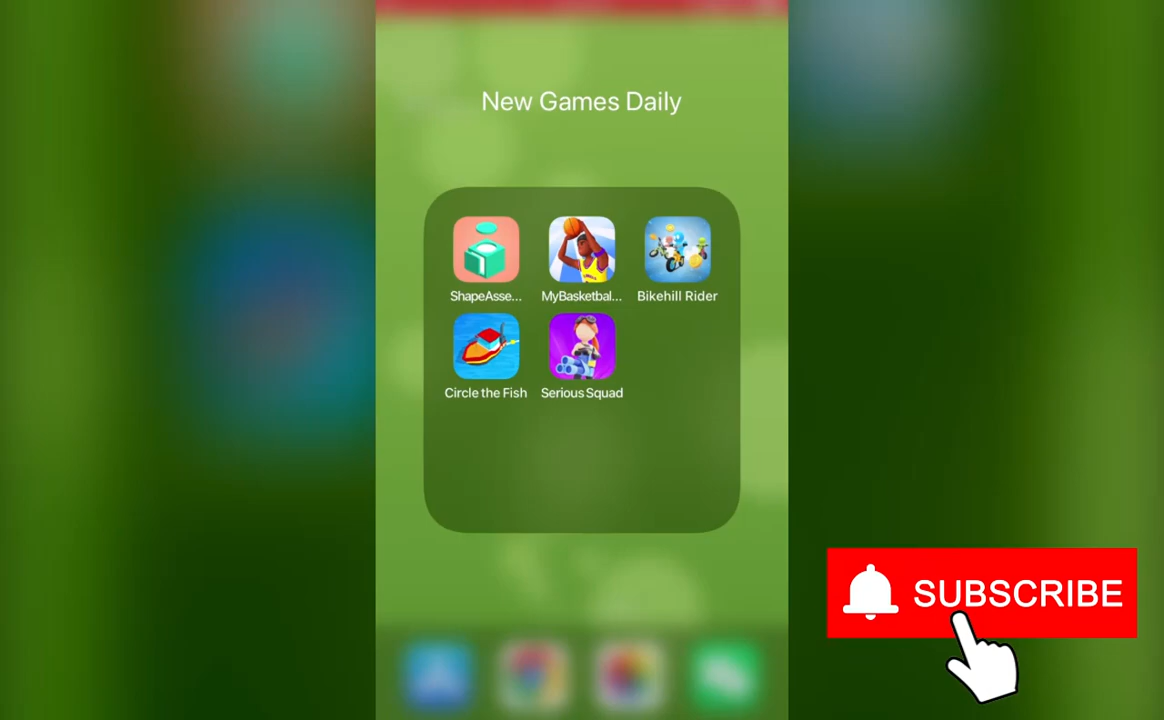 New Games Daily
ShapeAsse...
MyBasketbal...
Bikehill Rider
Circle the Fish
Serious Squad
SUBSCRIBE